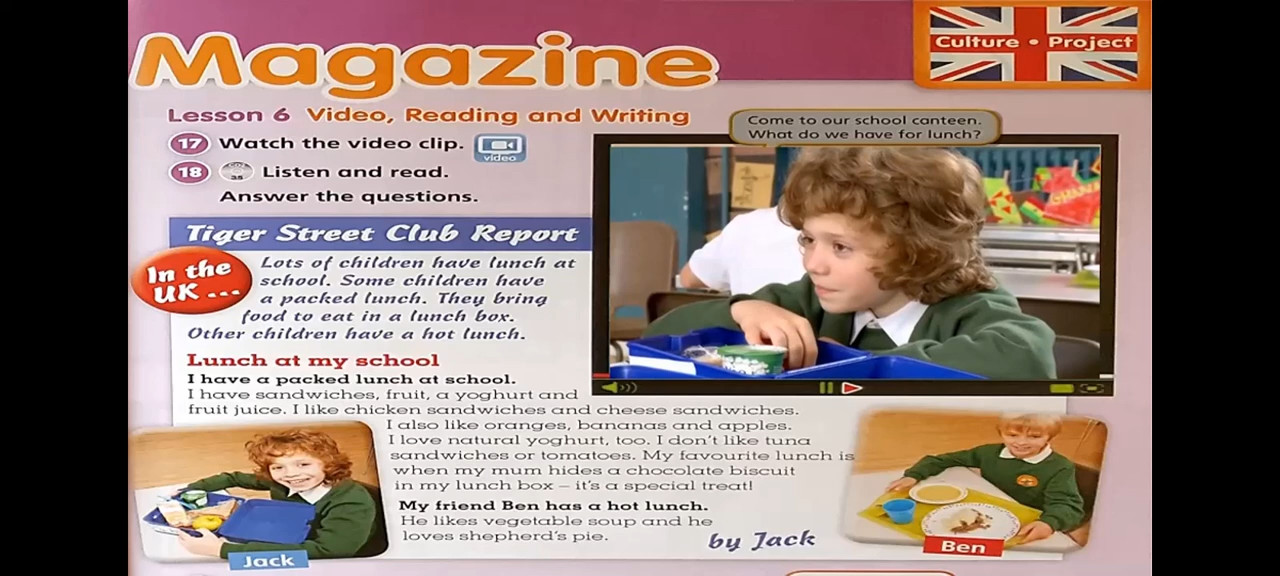 Magazine
Culture • Project
Lesson 6 Video, Reading and Writing
Come to our school canteen.
What do we have for lunch?
17 Watch the video clip.
video
18 Listen and read.
Answer the questions.
Tiger Street Club Report
In the
UK ...
Lots of children have lunch at
school. Some children have
a packed lunch. They bring
food to eat in a lunch box.
Other children have a hot lunch.
Lunch at my school
I have a packed lunch at school.
I have sandwiches, fruit, a yoghurt and
fruit juice. I like chicken sandwiches and cheese sandwiches.
I also like oranges, bananas and apples.
I love natural yoghurt, too. I don't like tuna
sandwiches or tomatoes. My favourite lunch is
when my mum hides a chocolate biscuit
in my lunch box – it's a special treat!
My friend Ben has a hot lunch.
He likes vegetable soup and he
loves shepherd's pie.
by Jack
Jack
Ben